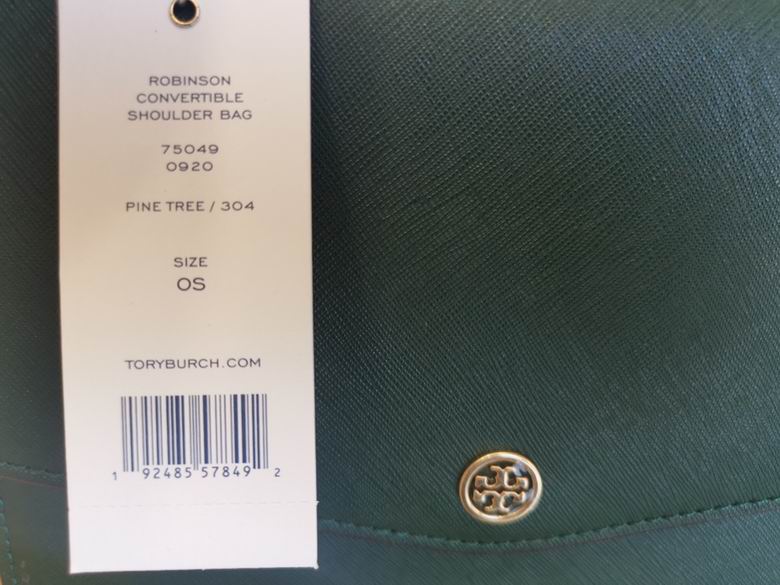 ROBINSON
CONVERTIBLE
SHOULDER BAG
75049
0920
PINE TREE / 304
SIZE
OS
TORYBURCH.COM
1 92485 57849 2